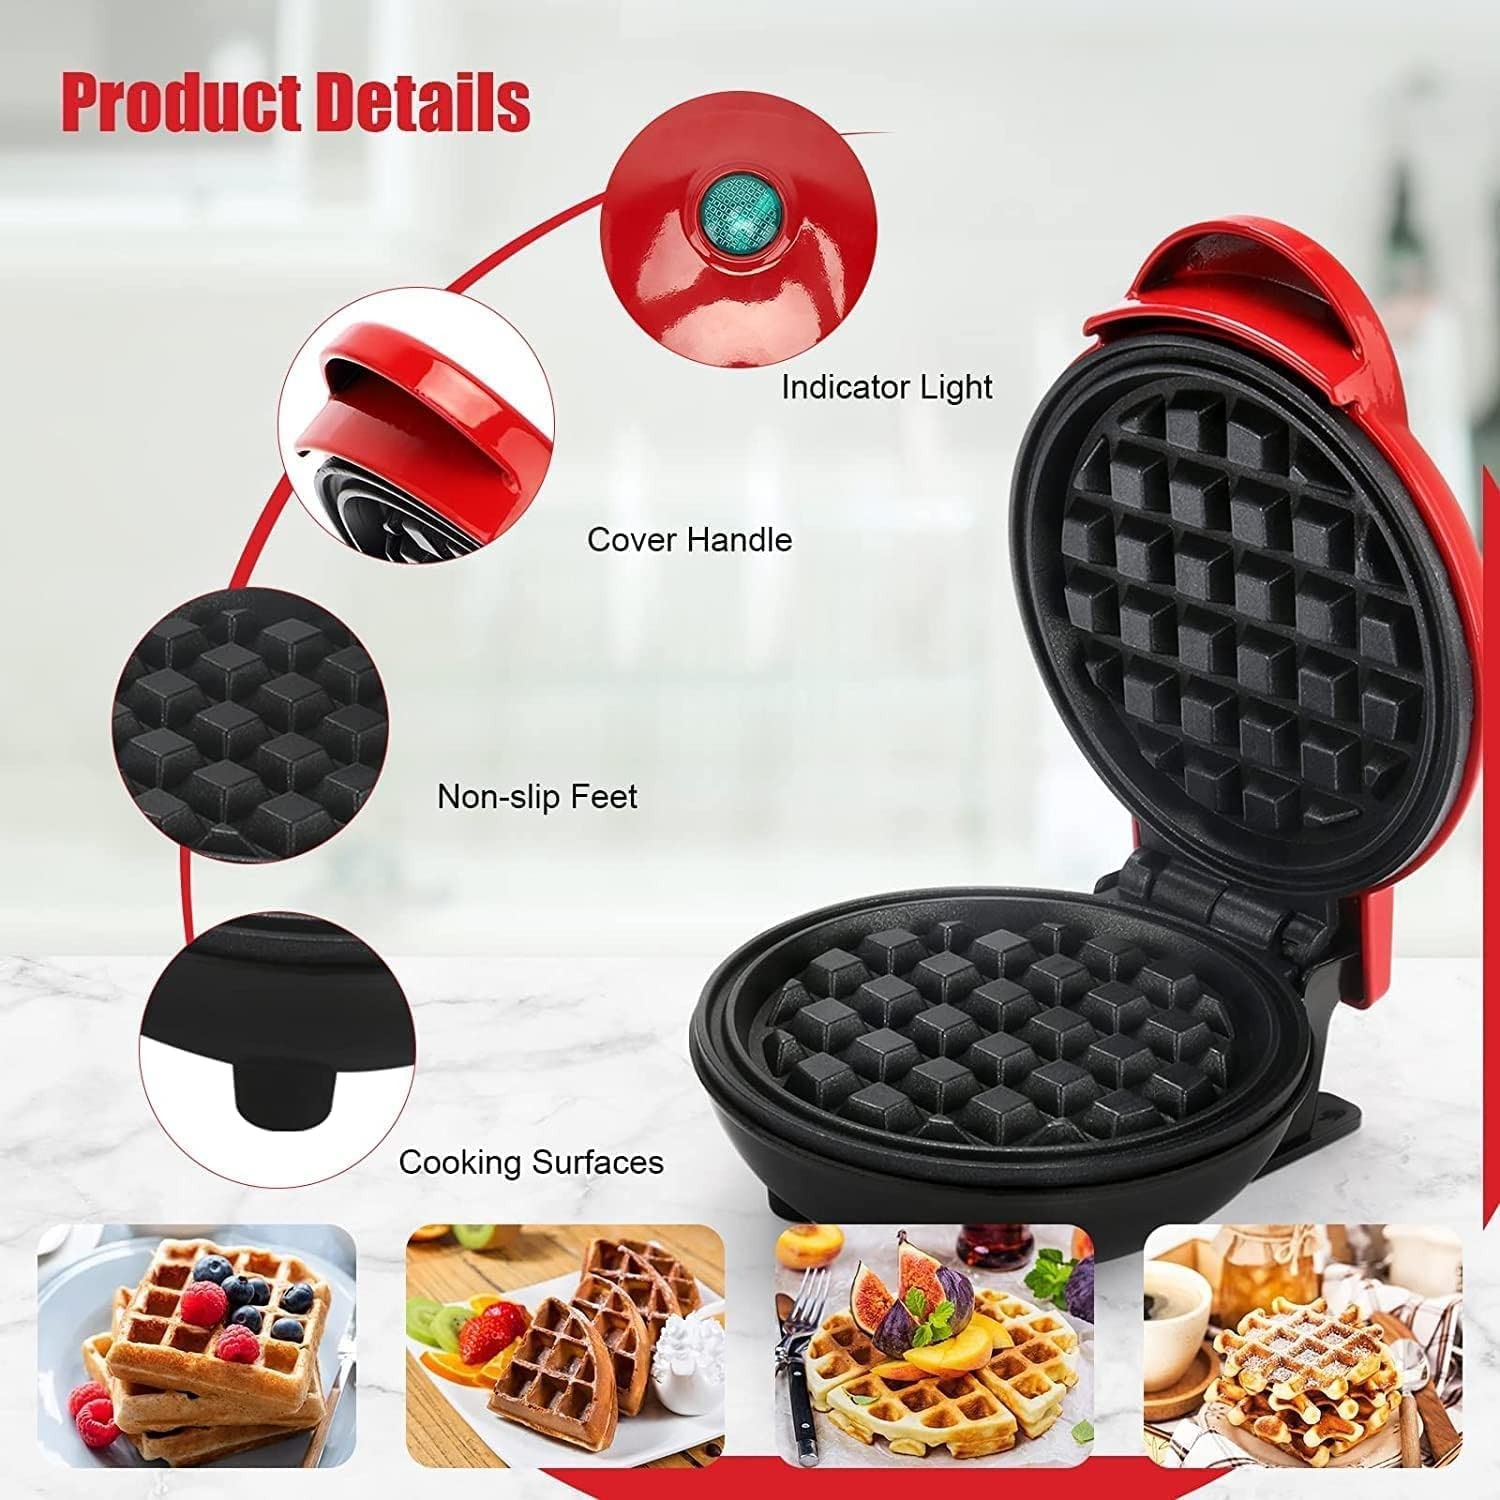 Product Details
Indicator Light
Cover Handle
Non-slip Feet
Cooking Surfaces